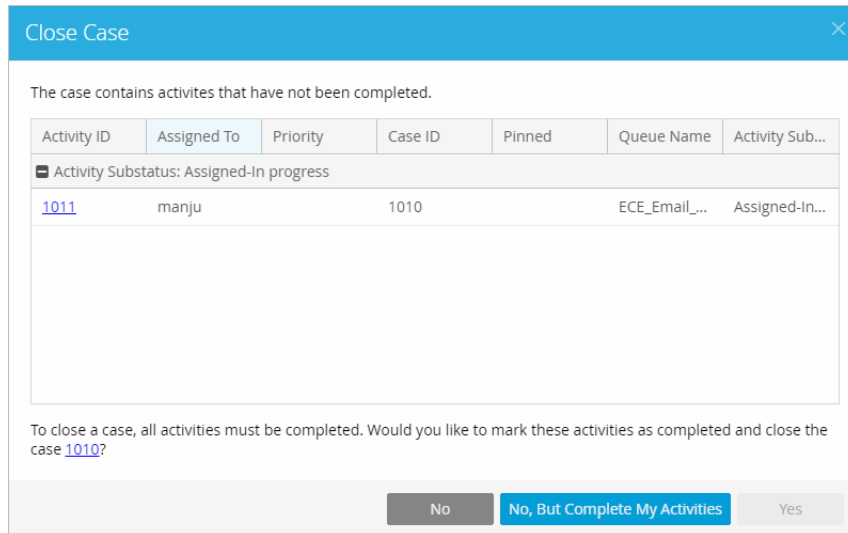 Close Case
The case contains activites that have not been completed.
Activity ID Assigned To Priority Case ID Pinned Queue Name Activity Sub...
Activity Substatus: Assigned-In progress
1011 manju 1010 ECE_Email_... Assigned-In...
To close a case, all activities must be completed. Would you like to mark these activities as completed and close the
case 1010?
No No, But Complete My Activities Yes